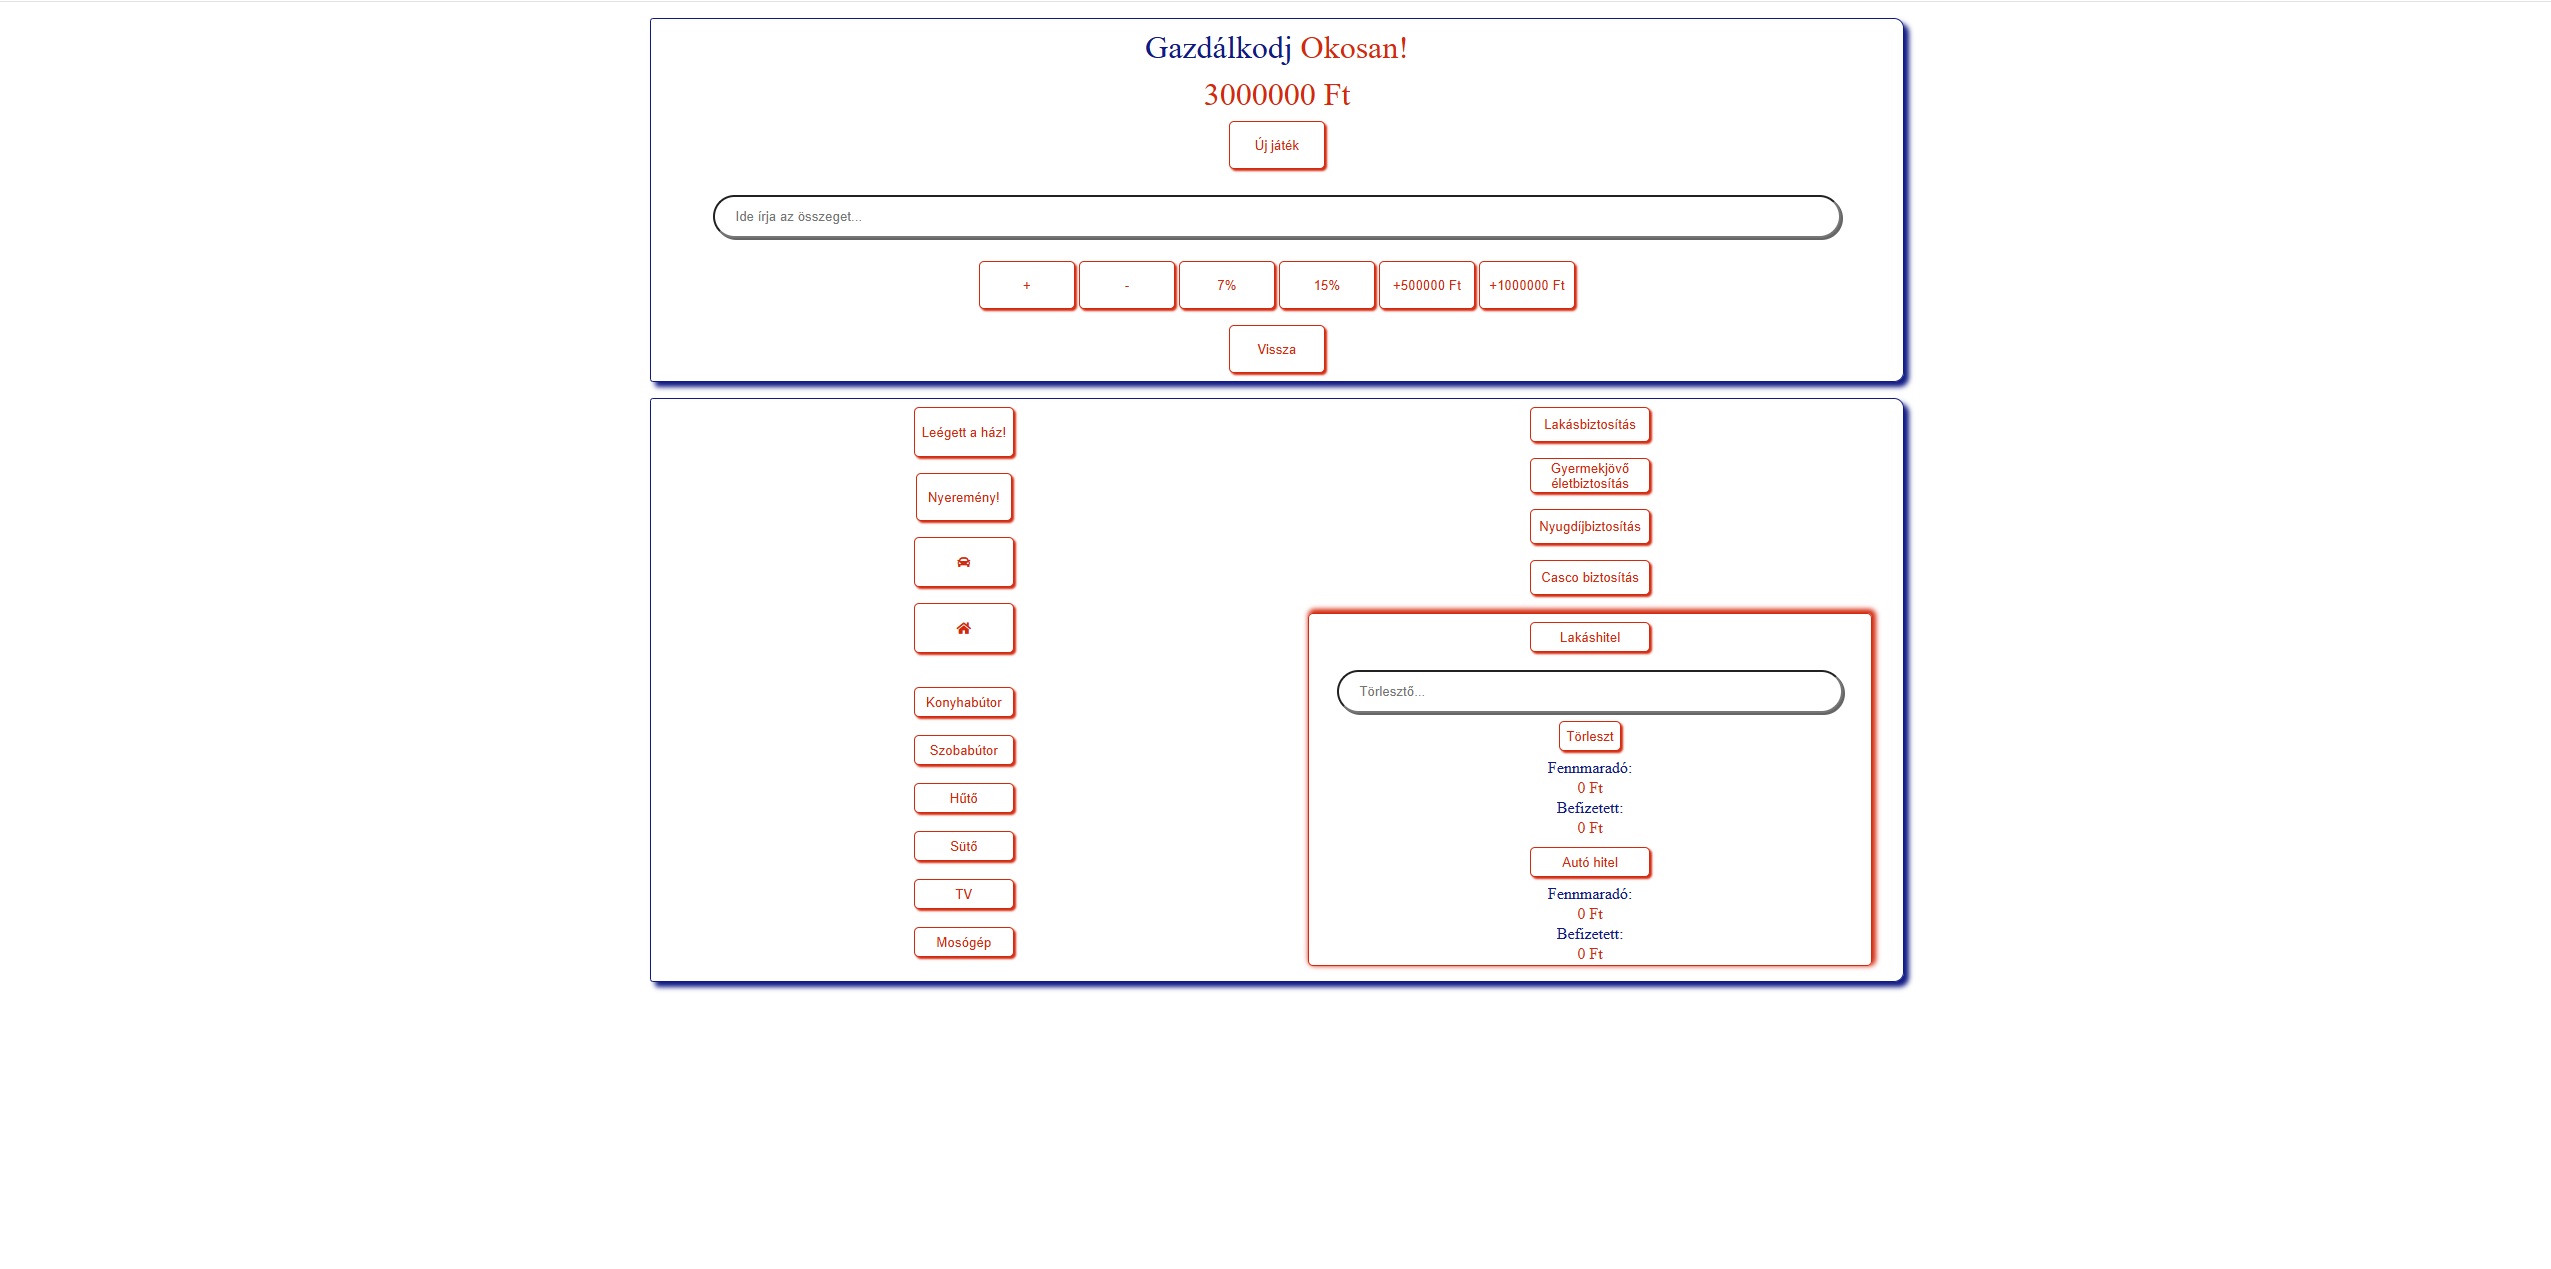 Gazdálkodj Okosan!
3000000 Ft
Új játék
Ide írja az összeget...
+ - 7% 15% +500000 Ft +1000000 Ft
Vissza
Leégett a ház!
Nyeremény!
Konyhabútor
Szobabútor
Hűtő
Sütő
TV
Mosógép
Lakásbiztosítás
Gyermekjövő
életbiztosítás
Nyugdíjbiztosítás
Casco biztosítás
Lakáshitel
Törlesztő...
Törleszt
Fennmaradó:
0 Ft
Befizetett:
0 Ft
Autó hitel
Fennmaradó:
0 Ft
Befizetett:
0 Ft